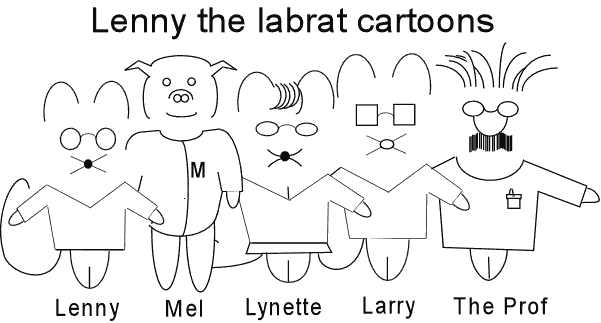 Lenny the labrat cartoons
M
Lenny Mel Lynette Larry The Prof